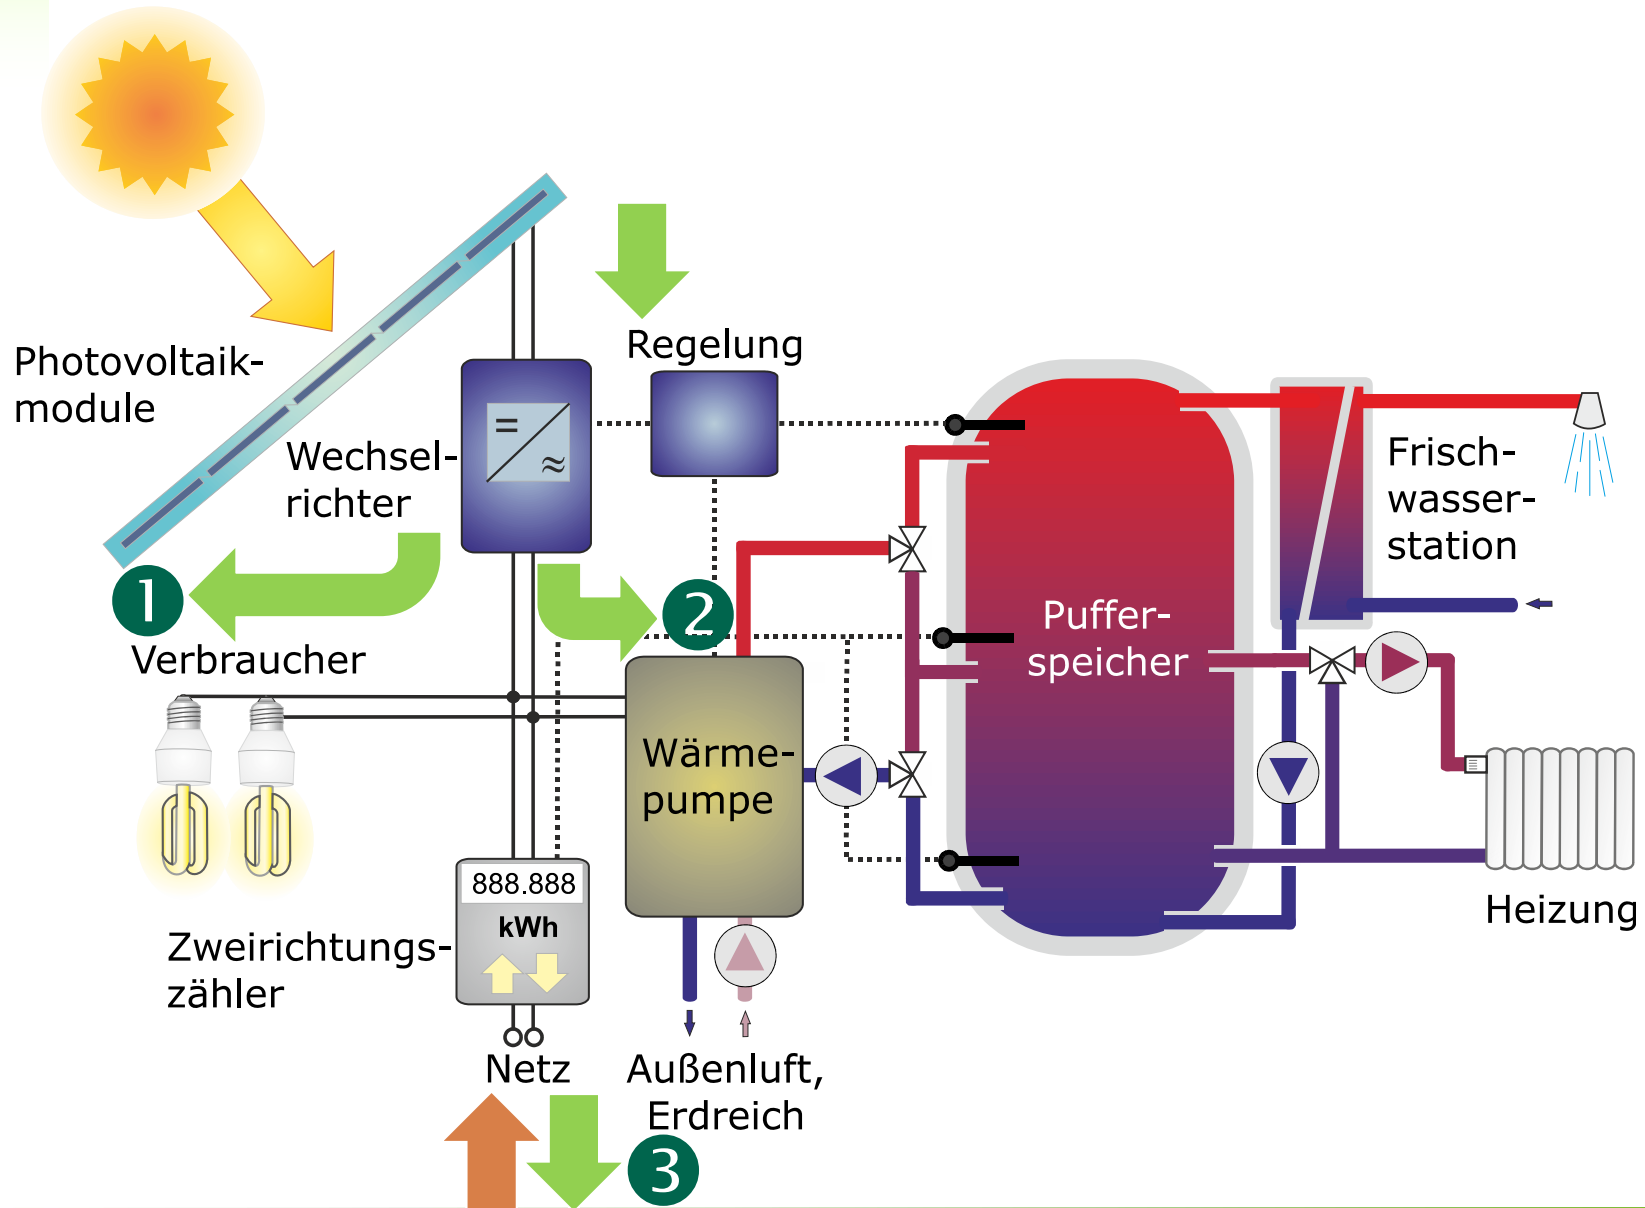 Photovoltaik-
module
Regelung
Wechsel-
richter
=
≈
Frisch-
wasser-
station
1
2
Verbraucher
Puffer-
speicher
Wärme-
pumpe
888.888
kWh
Zweirichtungs-
zähler
Heizung
Netz
Außenluft,
Erdreich
3